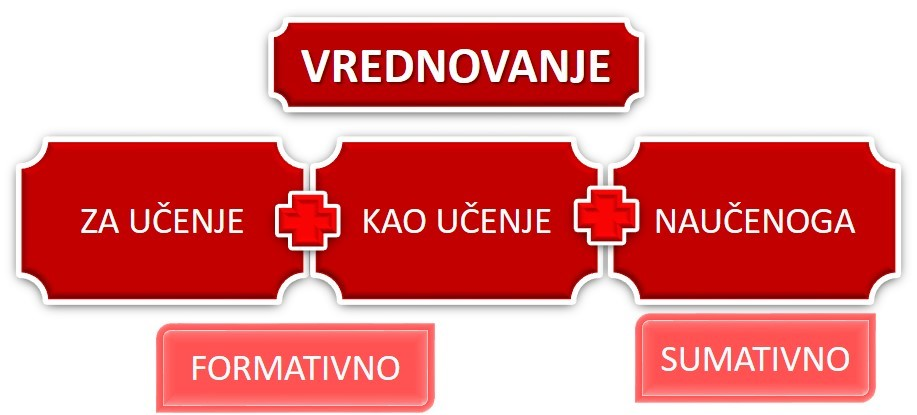 VREDNOVANJE
ZA UČENJE
KAO UČENJE
NAUČENOGA
FORMATIVNO
SUMATIVNO